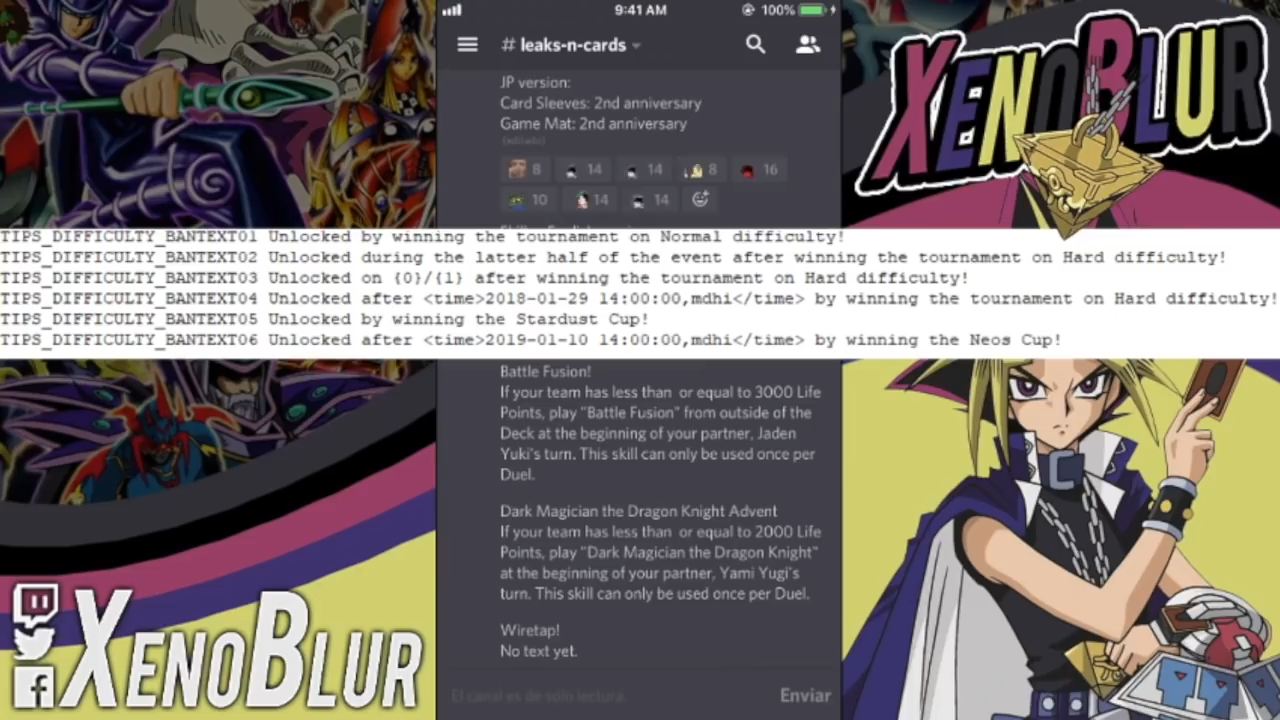 9:41 AM
100%
# leaks-n-cards
XENOBLUR
JP version:
Card Sleeves: 2nd anniversary
Game Mat: 2nd anniversary
(edited)
8 14 14 8 16
10 14 14
TIPS_DIFFICULTY_BANTEXT01 Unlocked by winning the tournament on Normal difficulty!
TIPS_DIFFICULTY_BANTEXT02 Unlocked during the latter half of the event after winning the tournament on Hard difficulty!
TIPS_DIFFICULTY_BANTEXT03 Unlocked on {0}/{1} after winning the tournament on Hard difficulty!
TIPS_DIFFICULTY_BANTEXT04 Unlocked after <time>2018-01-29 14:00:00,mdhi</time> by winning the tournament on Hard difficulty!
TIPS_DIFFICULTY_BANTEXT05 Unlocked by winning the Stardust Cup!
TIPS_DIFFICULTY_BANTEXT06 Unlocked after <time>2019-01-10 14:00:00,mdhi</time> by winning the Neos Cup!
Battle Fusion!
If your team has less than or equal to 3000 Life
Points, play "Battle Fusion" from outside of the
Deck at the beginning of your partner, Jaden
Yuki's turn. This skill can only be used once per
Duel.
Dark Magician the Dragon Knight Advent
If your team has less than or equal to 2000 Life
Points, play "Dark Magician the Dragon Knight"
at the beginning of your partner, Yami Yugi's
turn. This skill can only be used once per Duel.
Wiretap!
No text yet.
El canal es de solo lectura.
Enviar
XENOBLUR